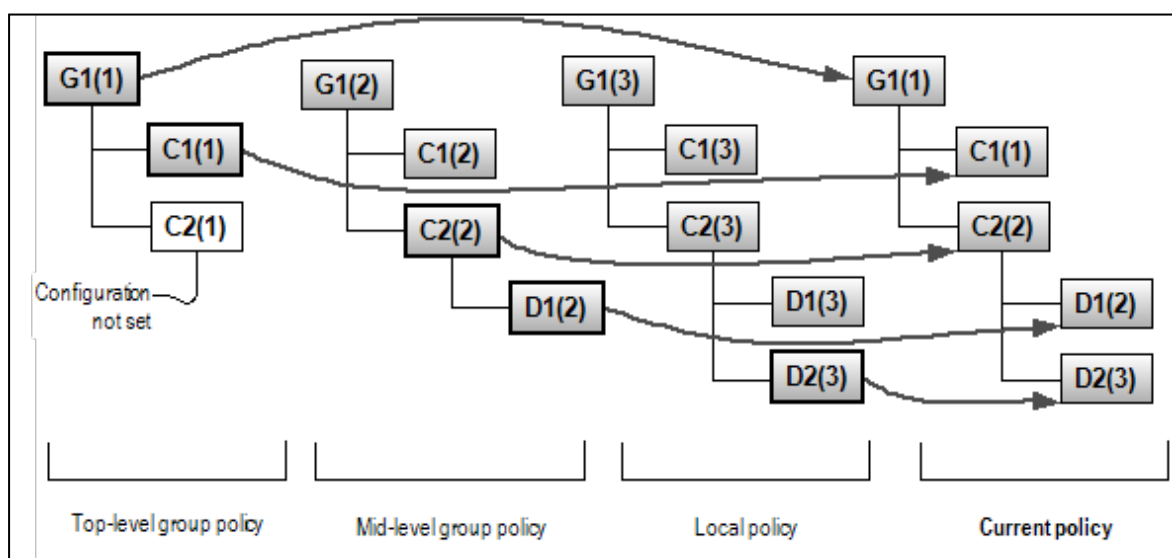 G1(1)
G1(2)
G1(3)
G1(1)
C1(1)
C1(2)
C1(3)
C1(1)
C2(1)
C2(2)
C2(3)
C2(2)
Configuration
not set
D1(2)
D1(3)
D1(2)
D2(3)
D2(3)
Top-level group policy
Mid-level group policy
Local policy
Current policy